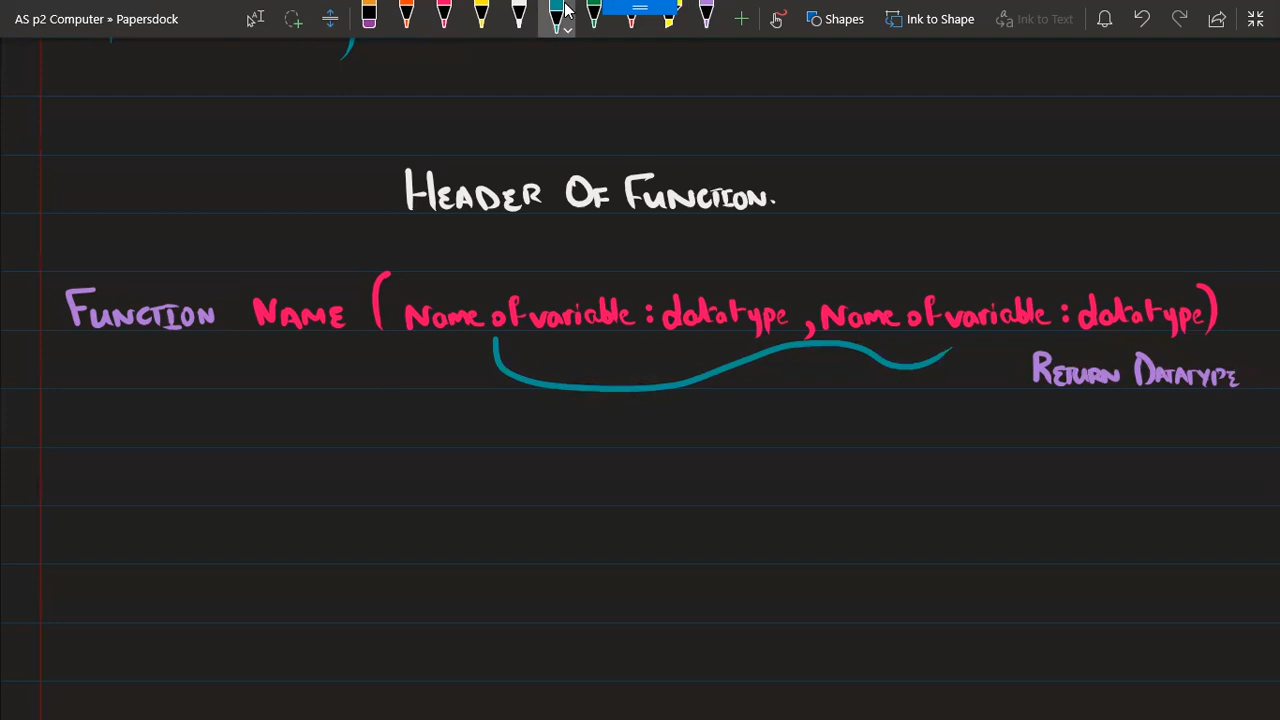 AS p2 Computer » Papersdock
Shapes
Ink to Shape
Ink to Text
HEADER OF FUNCTION.
FUNCTION NAME (Name of variable : datatype , Name of variable : datatype)
RETURN DATATYPE